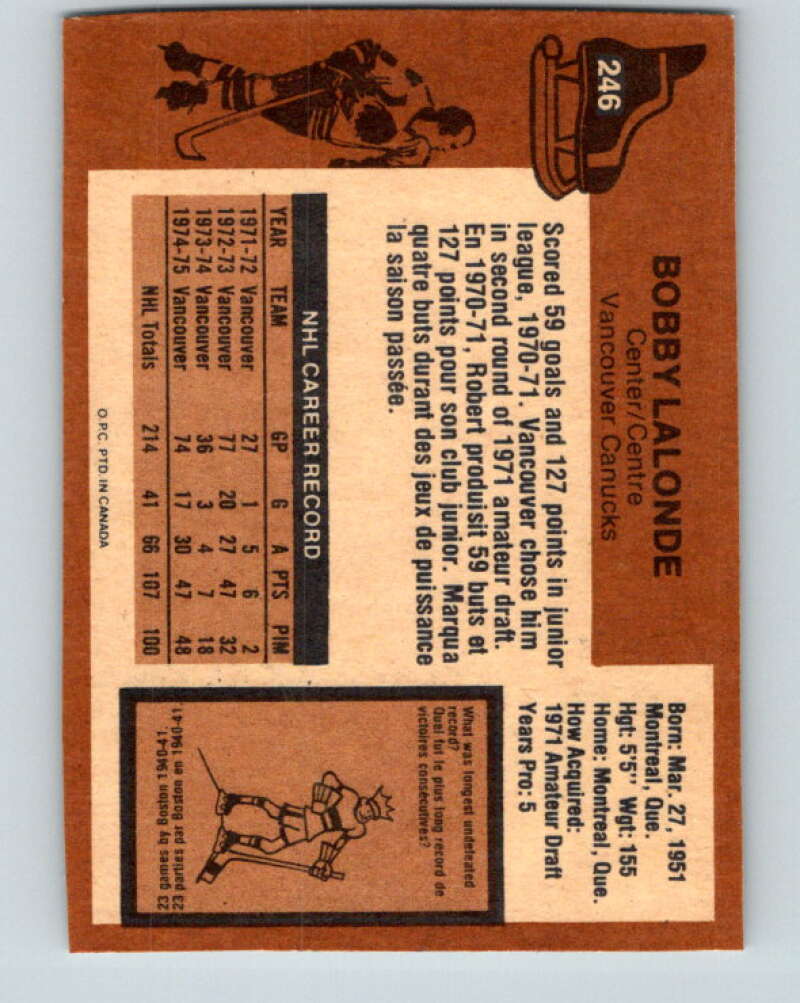 246
BOBBY LALONDE
Center/Centre
Vancouver Canucks
Born: Mar. 27, 1951
Montreal, Que.
Hgt: 5'5" Wgt: 155
Home: Montreal, Que.
How Acquired:
1971 Amateur Draft
Years Pro: 5
Scored 59 goals and 127 points in junior
league, 1970-71. Vancouver chose him
in second round of 1971 amateur draft.
En 1970-71, Robert produisit 59 buts et
127 points pour son club junior. Marqua
quatre buts durant des jeux de puissance
la saison passée.
NHL CAREER RECORD
YEAR TEAM GP G A PTS PIM
1971-72 Vancouver 27 1 5 6 2
1972-73 Vancouver 77 20 27 47 32
1973-74 Vancouver 36 3 4 7 18
1974-75 Vancouver 74 17 30 47 48
NHL Totals 214 41 66 107 100
What was longest undefeated
record?
Quel fut le plus long record de
victoires consécutives?
23 games by Boston 1940-41.
23 parties par Boston en 1940-41.
O.P.C. PTD. IN CANADA